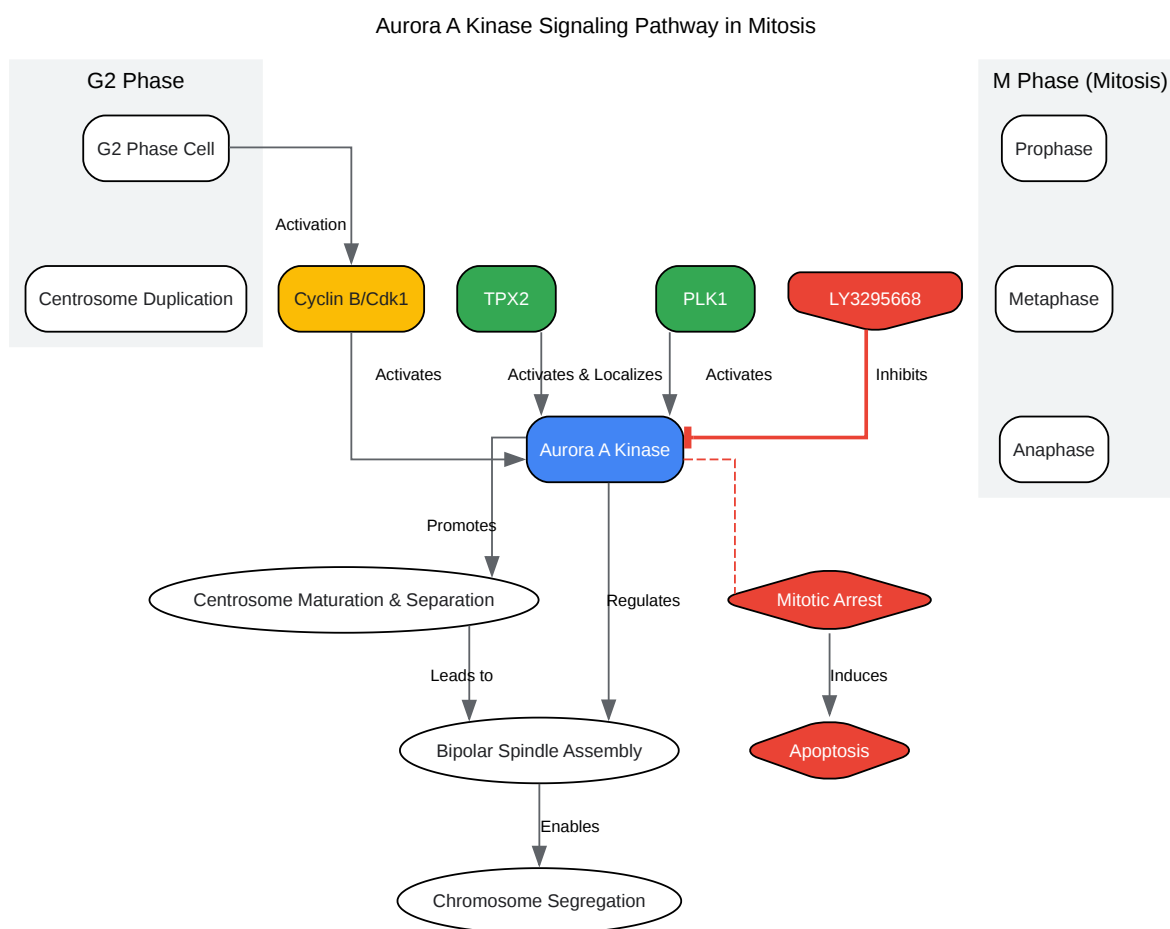 Aurora A Kinase Signaling Pathway in Mitosis
G2 Phase
M Phase (Mitosis)
G2 Phase Cell
Prophase
Activation
Centrosome Duplication
Cyclin B/Cdk1
TPX2
PLK1
LY3295668
Metaphase
Activates
Activates & Localizes
Activates
Inhibits
Aurora A Kinase
Anaphase
Promotes
Centrosome Maturation & Separation
Regulates
Mitotic Arrest
Leads to
Induces
Bipolar Spindle Assembly
Apoptosis
Enables
Chromosome Segregation